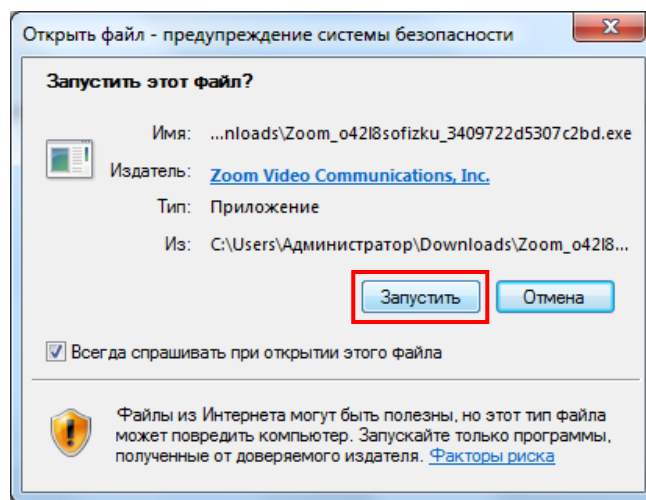 Открыть файл - предупреждение системы безопасности
Запустить этот файл?
Имя: ...nloads\Zoom_o42l8sofizku_3409722d5307c2bd.exe
Издатель: Zoom Video Communications, Inc.
Тип: Приложение
Из: C:\Users\Администратор\Downloads\Zoom_o42l8...
Запустить Отмена
Всегда спрашивать при открытии этого файла
Файлы из Интернета могут быть полезны, но этот тип файла
может повредить компьютер. Запускайте только программы,
полученные от доверяемого издателя. Факторы риска